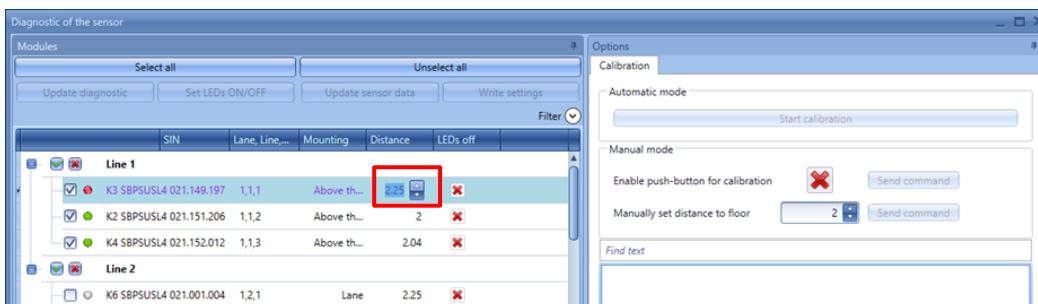 Diagnostic of the sensor
Modules
Select all
Unselect all
Update diagnostic
Set LEDs ON/OFF
Update sensor data
Write settings
Filter
SIN Lane, Line,... Mounting Distance LEDs off
Line 1
K3 SBPSUSL4 021.149.197 1,1,1 Above th... 2.25
K2 SBPSUSL4 021.151.206 1,1,2 Above th... 2
K4 SBPSUSL4 021.152.012 1,1,3 Above th... 2.04
Line 2
K6 SBPSUSL4 021.001.004 1,2,1 Lane 2.25
Options
Calibration
Automatic mode
Start calibration
Manual mode
Enable push-button for calibration Send command
Manually set distance to floor 2 Send command
Find text